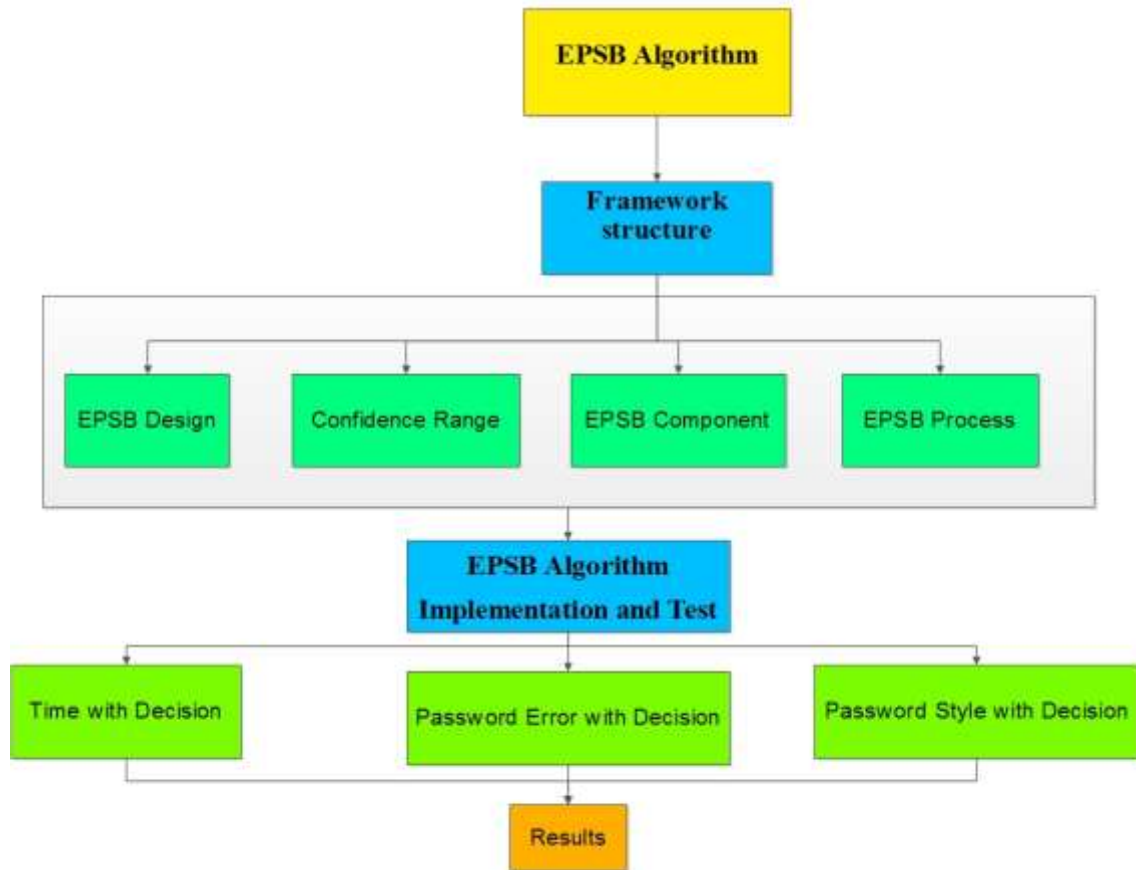 EPSB Algorithm
Framework
structure
EPSB Design
Confidence Range
EPSB Component
EPSB Process
EPSB Algorithm
Implementation and Test
Time with Decision
Password Error with Decision
Password Style with Decision
Results